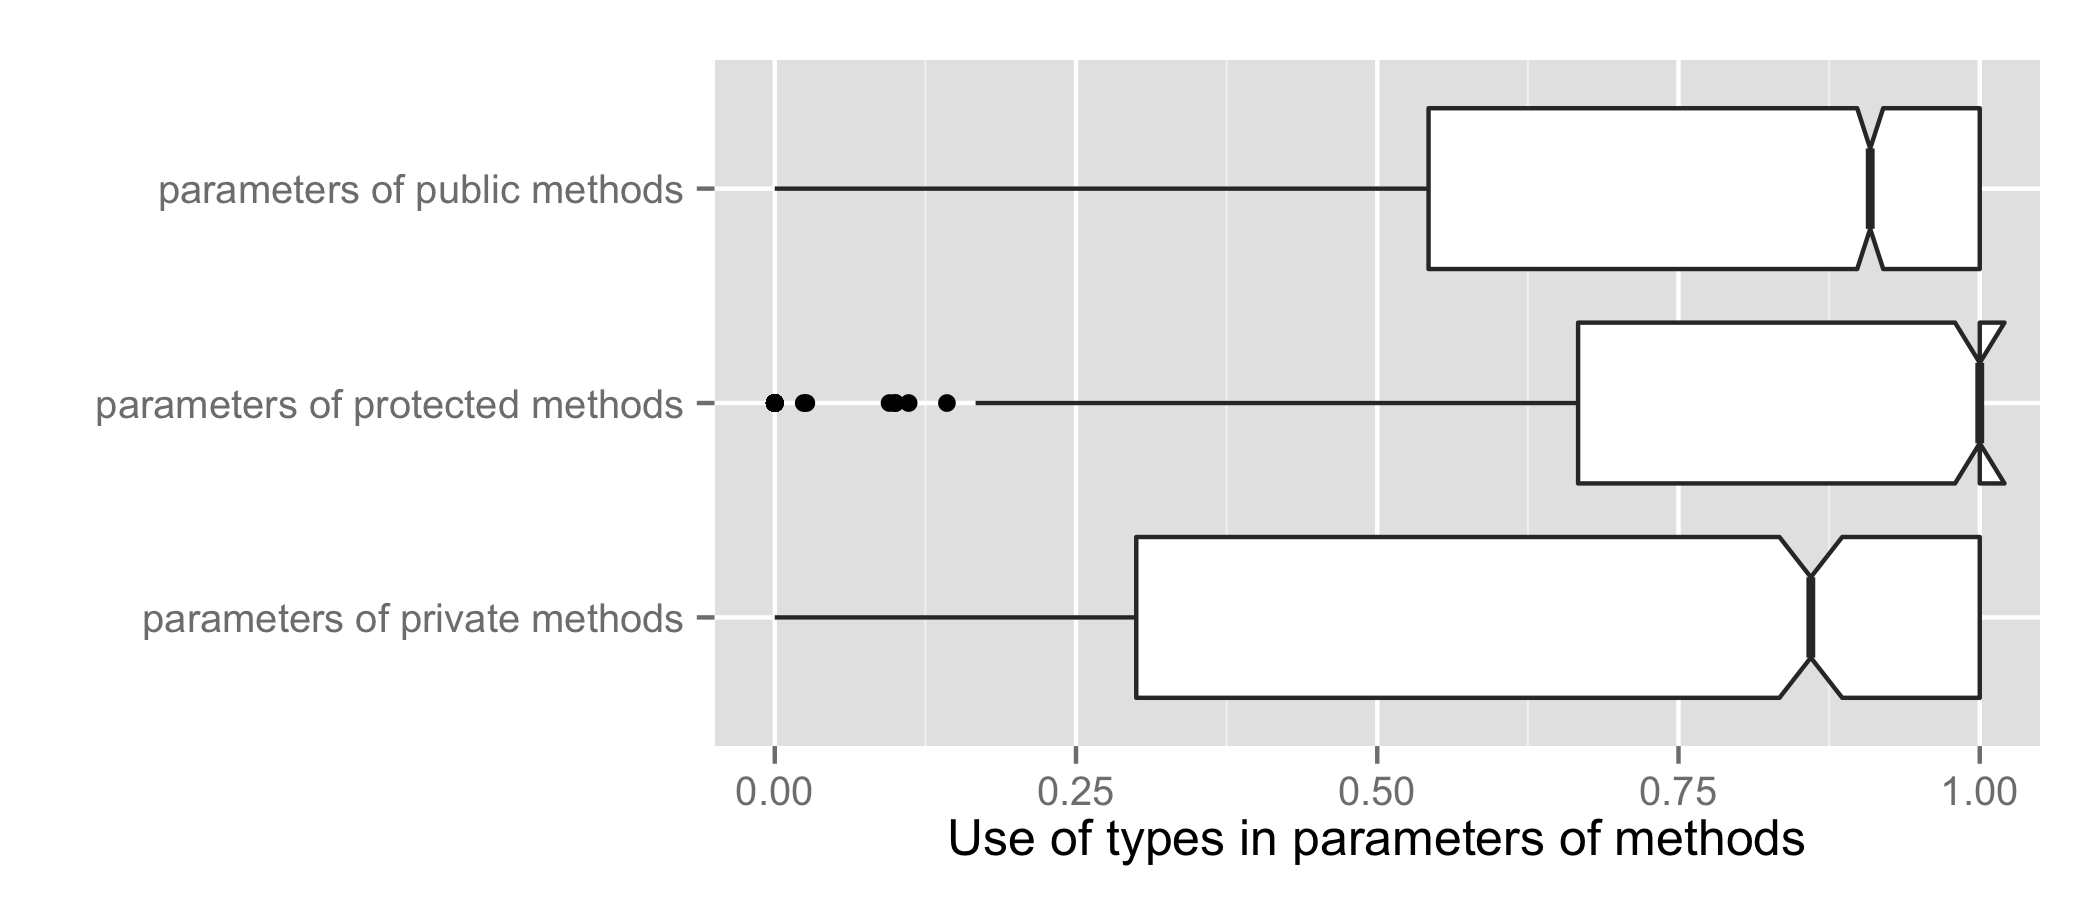 parameters of public methods
parameters of protected methods
parameters of private methods
0.00 0.25 0.50 0.75 1.00
Use of types in parameters of methods